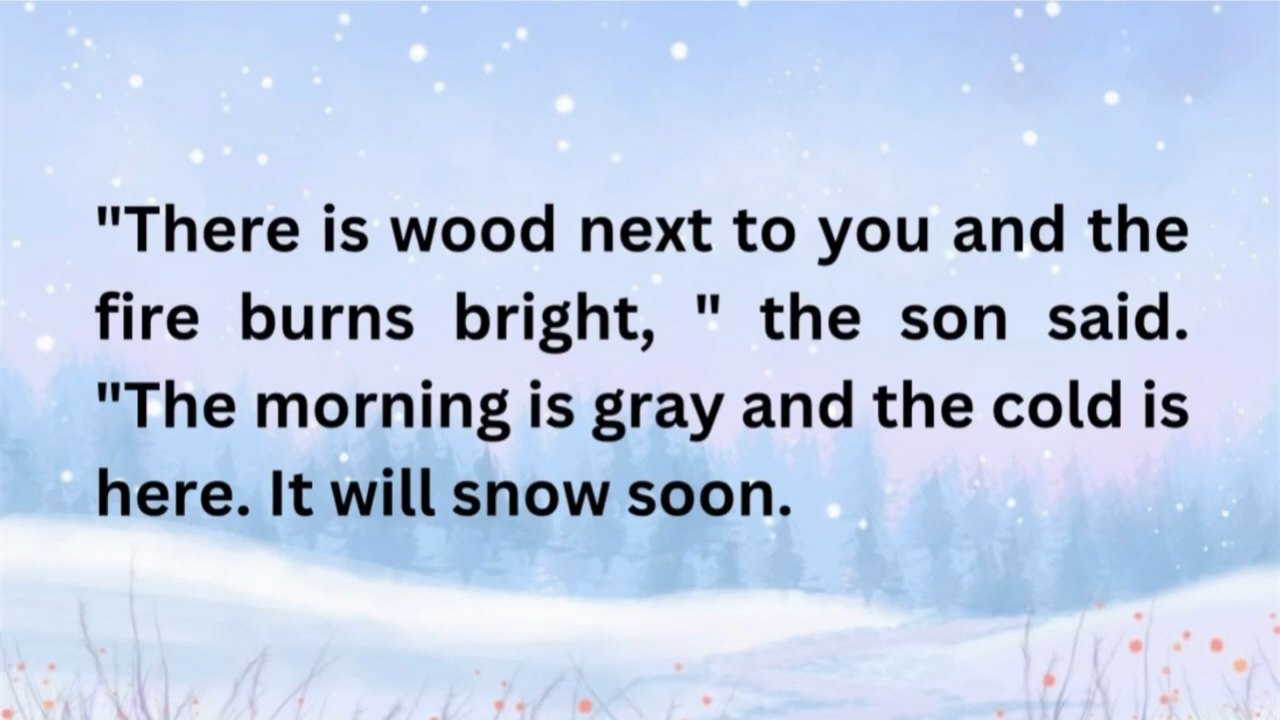 "There is wood next to you and the
fire burns bright, " the son said.
"The morning is gray and the cold is
here. It will snow soon.